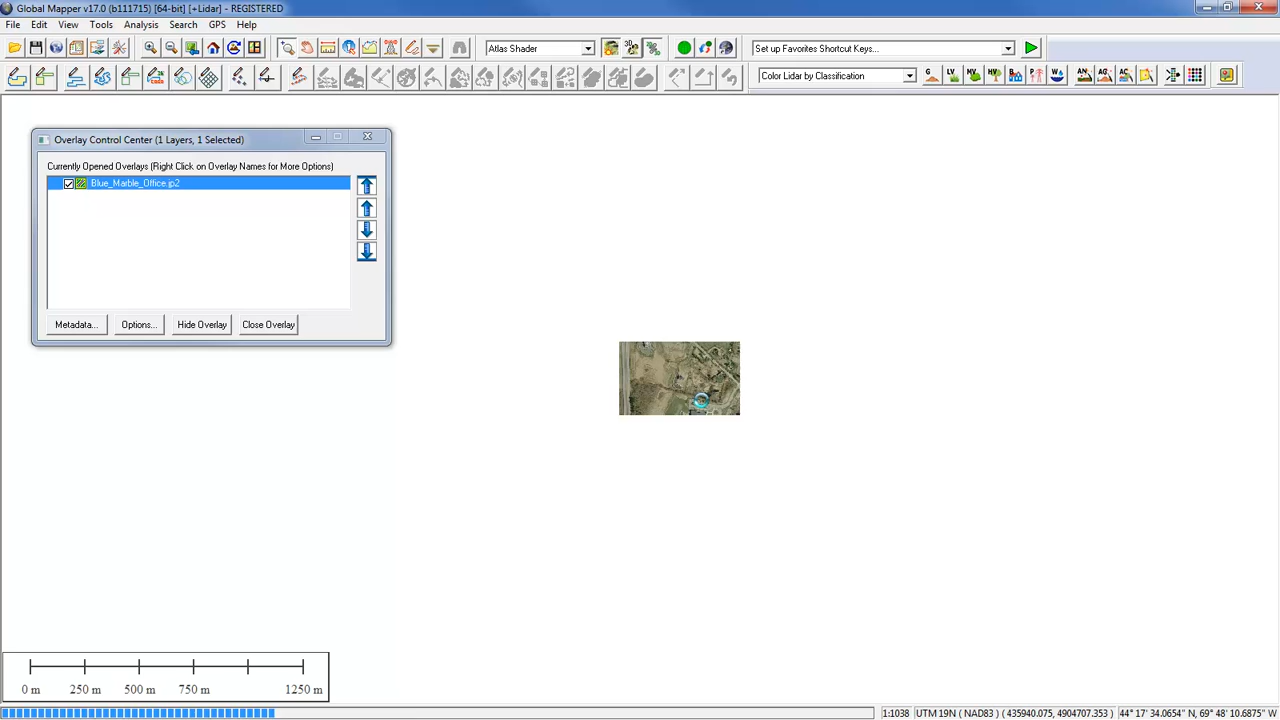 Global Mapper v17.0 (b111715) [64-bit] [+Lidar] - REGISTERED
File Edit View Tools Analysis Search GPS Help
Atlas Shader
Set up Favorites Shortcut Keys...
Color Lidar by Classification
Overlay Control Center (1 Layers, 1 Selected)
Currently Opened Overlays (Right Click on Overlay Names for More Options)
Blue_Marble_Office.jp2
Metadata... Options... Hide Overlay Close Overlay
0 m 250 m 500 m 750 m 1250 m
1:1038 UTM 19N ( NAD83 ) ( 435940.075, 4904707.353 ) 44° 17' 34.0654" N, 69° 48' 10.6875" W